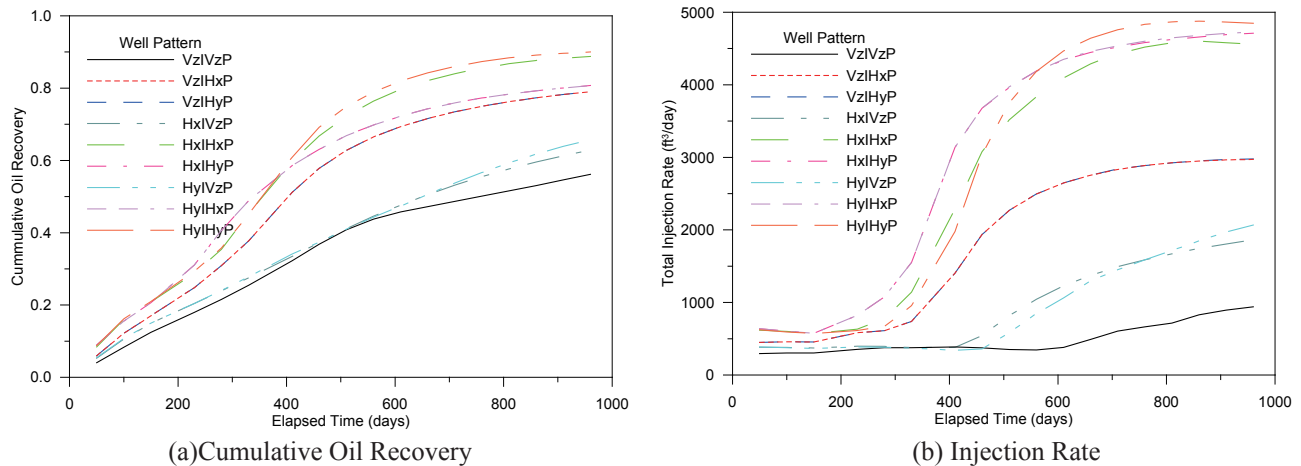 1.0
0.8
0.6
0.4
0.2
0.0
Cummulative Oil Recovery
Well Pattern
VzIVzP
VzIHxP
VzIHyP
HxIVzP
HxIHxP
HxIHyP
HyIVzP
HyIHxP
HyIHyP
0 200 400 600 800 1000
Elapsed Time (days)
(a)Cumulative Oil Recovery
5000
4000
3000
2000
1000
0
Total Injection Rate (ft³/day)
Well Pattern
VzIVzP
VzIHxP
VzIHyP
HxIVzP
HxIHxP
HxIHyP
HyIVzP
HyIHxP
HyIHyP
0 200 400 600 800 1000
Elapsed Time (days)
(b) Injection Rate